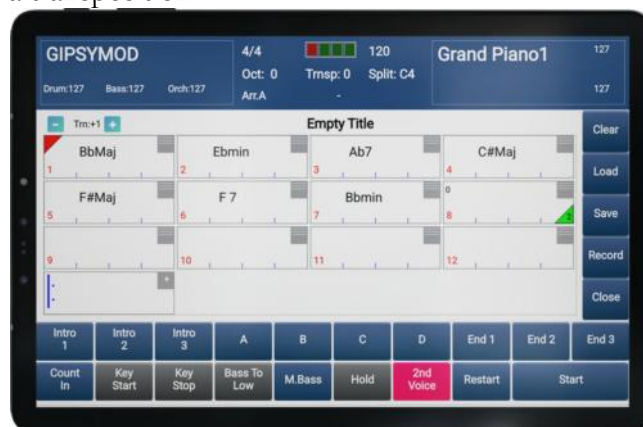 GIPSYMOD
4/4
120
Grand Piano1
127
Oct: 0 Trnsp: 0 Split: C4
Drum:127 Bass:127 Orch:127
Arr.A
-
127
- Trn:+1 +
Empty Title
Clear
BbMaj Ebmin Ab7 C#Maj
1 2 3 4
Load
F#Maj F 7 Bbmin 0
5 6 7 8 2
Save
9 10 11 12
Record
Close
Intro 1 Intro 2 Intro 3 A B C D End 1 End 2 End 3
Count In Key Start Key Stop Bass To Low M.Bass Hold 2nd Voice Restart Start